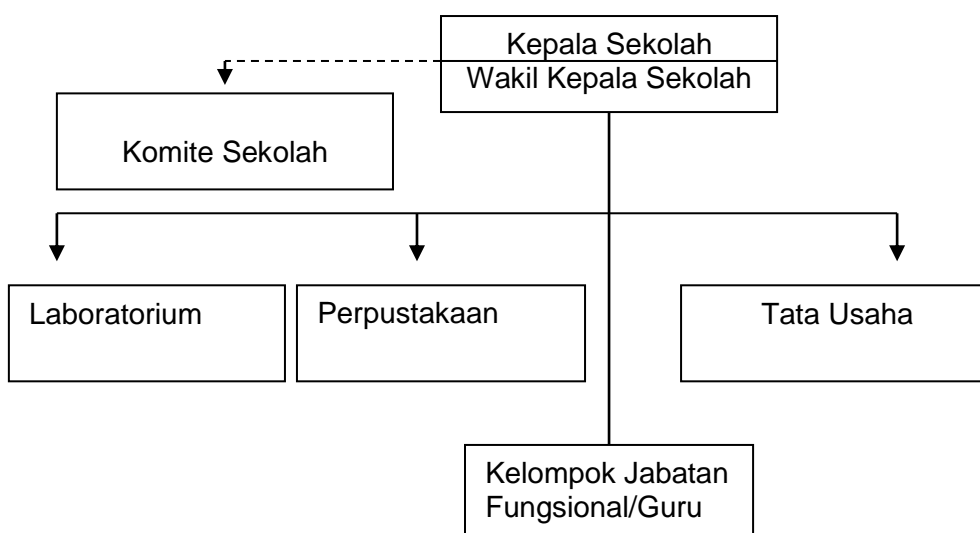 Kepala Sekolah
Wakil Kepala Sekolah
Komite Sekolah
Laboratorium
Perpustakaan
Tata Usaha
Kelompok Jabatan
Fungsional/Guru